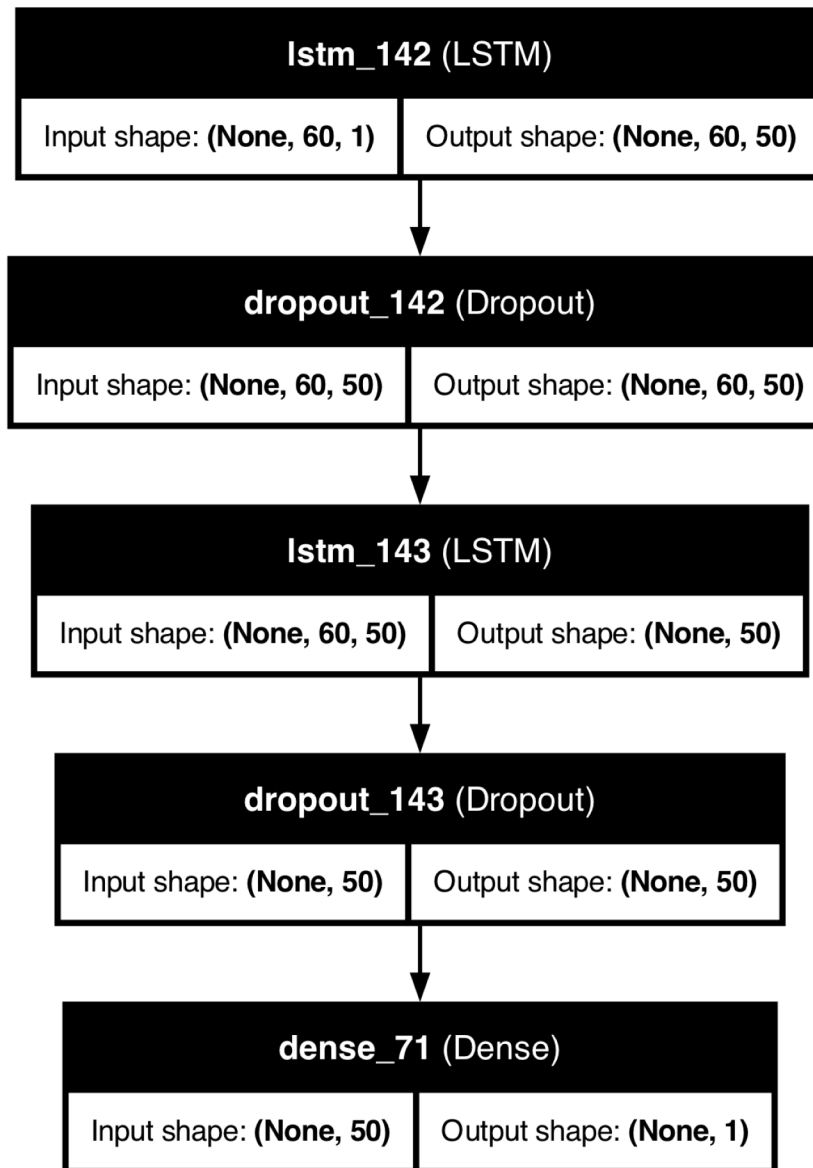 lstm_142 (LSTM)
Input shape: (None, 60, 1) Output shape: (None, 60, 50)
dropout_142 (Dropout)
Input shape: (None, 60, 50) Output shape: (None, 60, 50)
lstm_143 (LSTM)
Input shape: (None, 60, 50) Output shape: (None, 50)
dropout_143 (Dropout)
Input shape: (None, 50) Output shape: (None, 50)
dense_71 (Dense)
Input shape: (None, 50) Output shape: (None, 1)